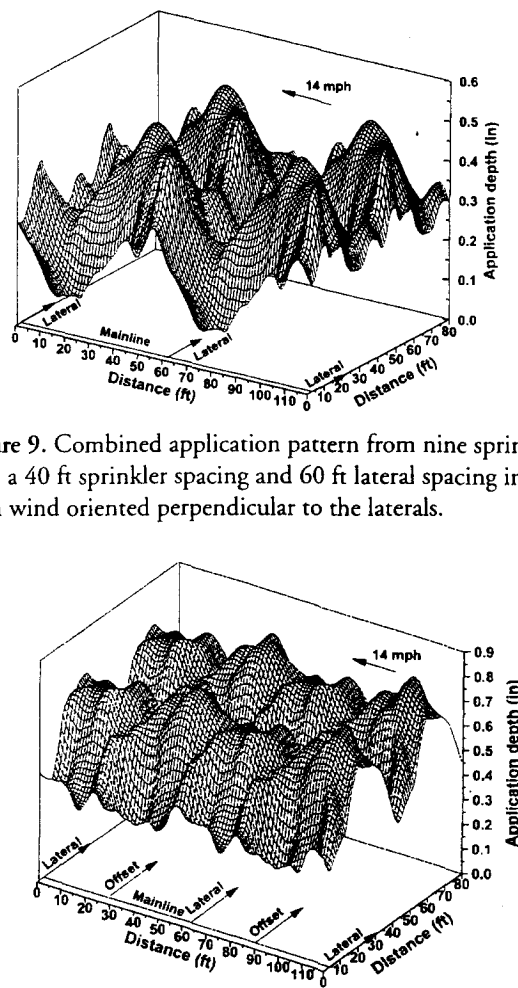 14 mph
0.6
0.5
0.4
0.3
0.2
0.1
0.0
Application depth (in)
Lateral
Mainline
Lateral
Lateral
0 10 20 30 40 50 60 70 80 90 100 110
Distance (ft)
0 10 20 30 40 50 60 70 80
Distance (ft)
re 9. Combined application pattern from nine sprin
a 40 ft sprinkler spacing and 60 ft lateral spacing in
wind oriented perpendicular to the laterals.
14 mph
0.9
0.8
0.7
0.6
0.5
0.4
0.3
0.2
0.1
0.0
Application depth (in)
Lateral
Offset
Mainline
Lateral
Offset
Lateral
0 10 20 30 40 50 60 70 80 90 100 110
Distance (ft)
0 10 20 30 40 50 60 70 80
Distance (ft)